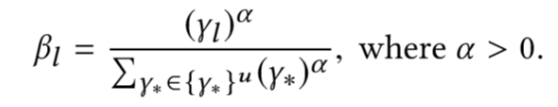 β_l = (γ_l)^α / ∑_{γ_*∈{γ_*}^u} (γ_*)^α, where α > 0.